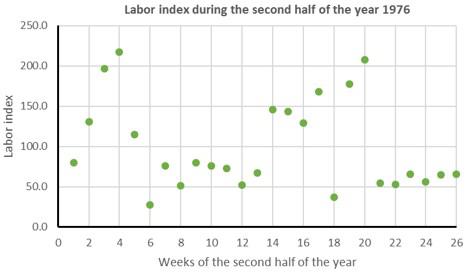 Labor index during the second half of the year 1976
250.0
200.0
150.0
100.0
50.0
0.0
Labor index
0 2 4 6 8 10 12 14 16 18 20 22 24 26
Weeks of the second half of the year